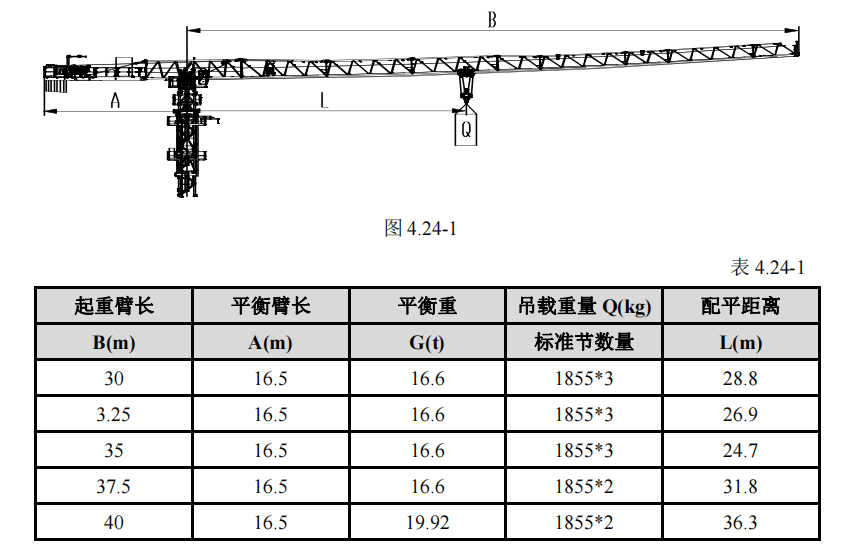 B
A
L
Q
图 4.24-1
表 4.24-1
起重臂长 平衡臂长 平衡重 吊载重量 Q(kg) 配平距离
B(m) A(m) G(t) 标准节数量 L(m)
30 16.5 16.6 1855*3 28.8
3.25 16.5 16.6 1855*3 26.9
35 16.5 16.6 1855*3 24.7
37.5 16.5 16.6 1855*2 31.8
40 16.5 19.92 1855*2 36.3